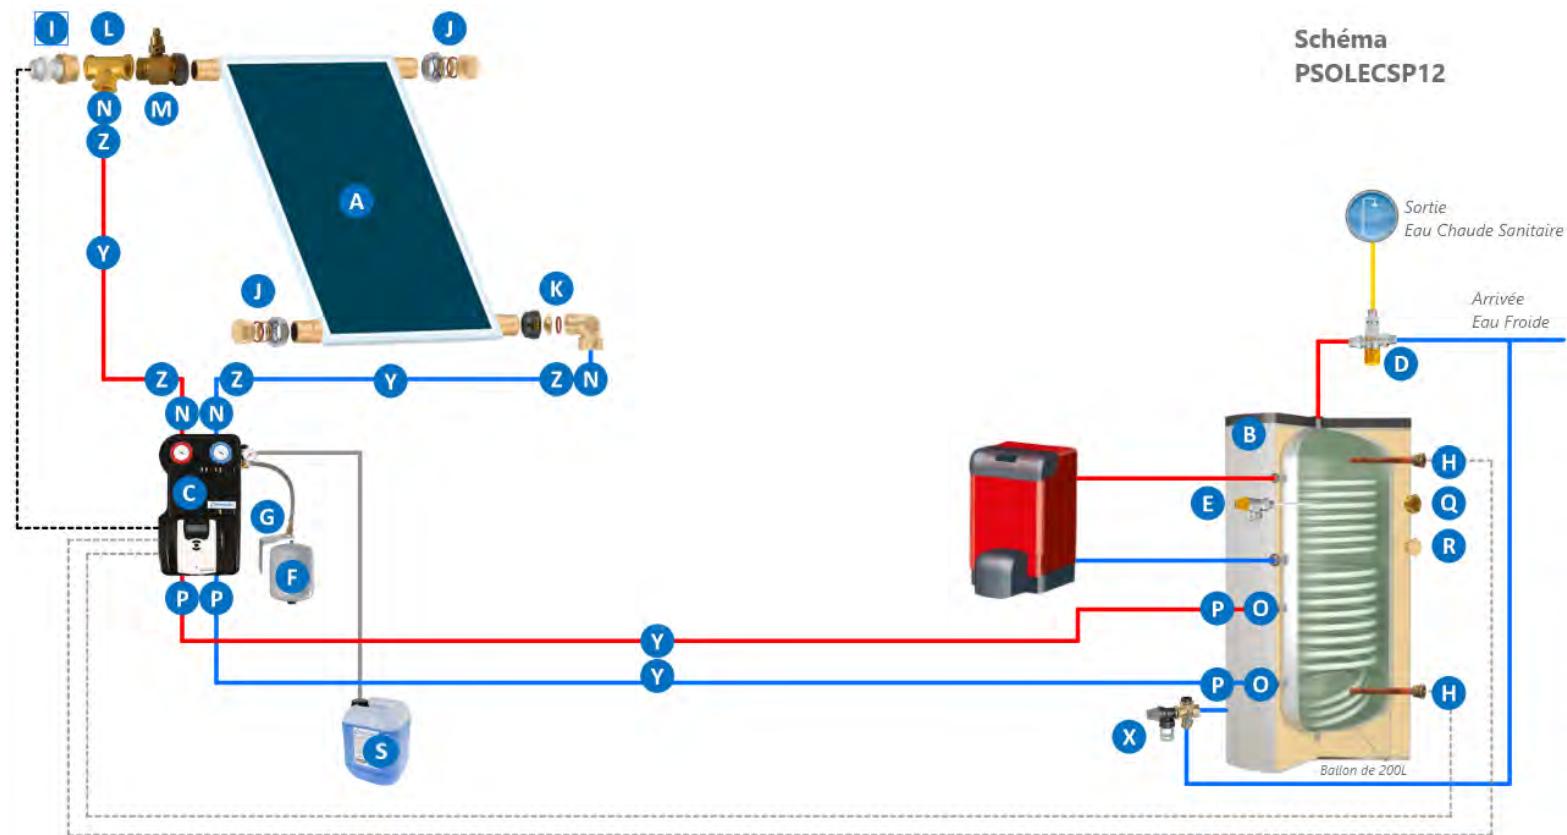 I
L
J
Schéma
PSOLECSP12
N
M
Z
A
Sortie
Eau Chaude Sanitaire
Y
J
K
Arrivée
Eau Froide
Z
Z
Y
Z
N
D
N
N
B
H
C
E
Q
G
R
F
P
P
P
O
Y
Y
P
O
H
X
S
Ballon de 200L